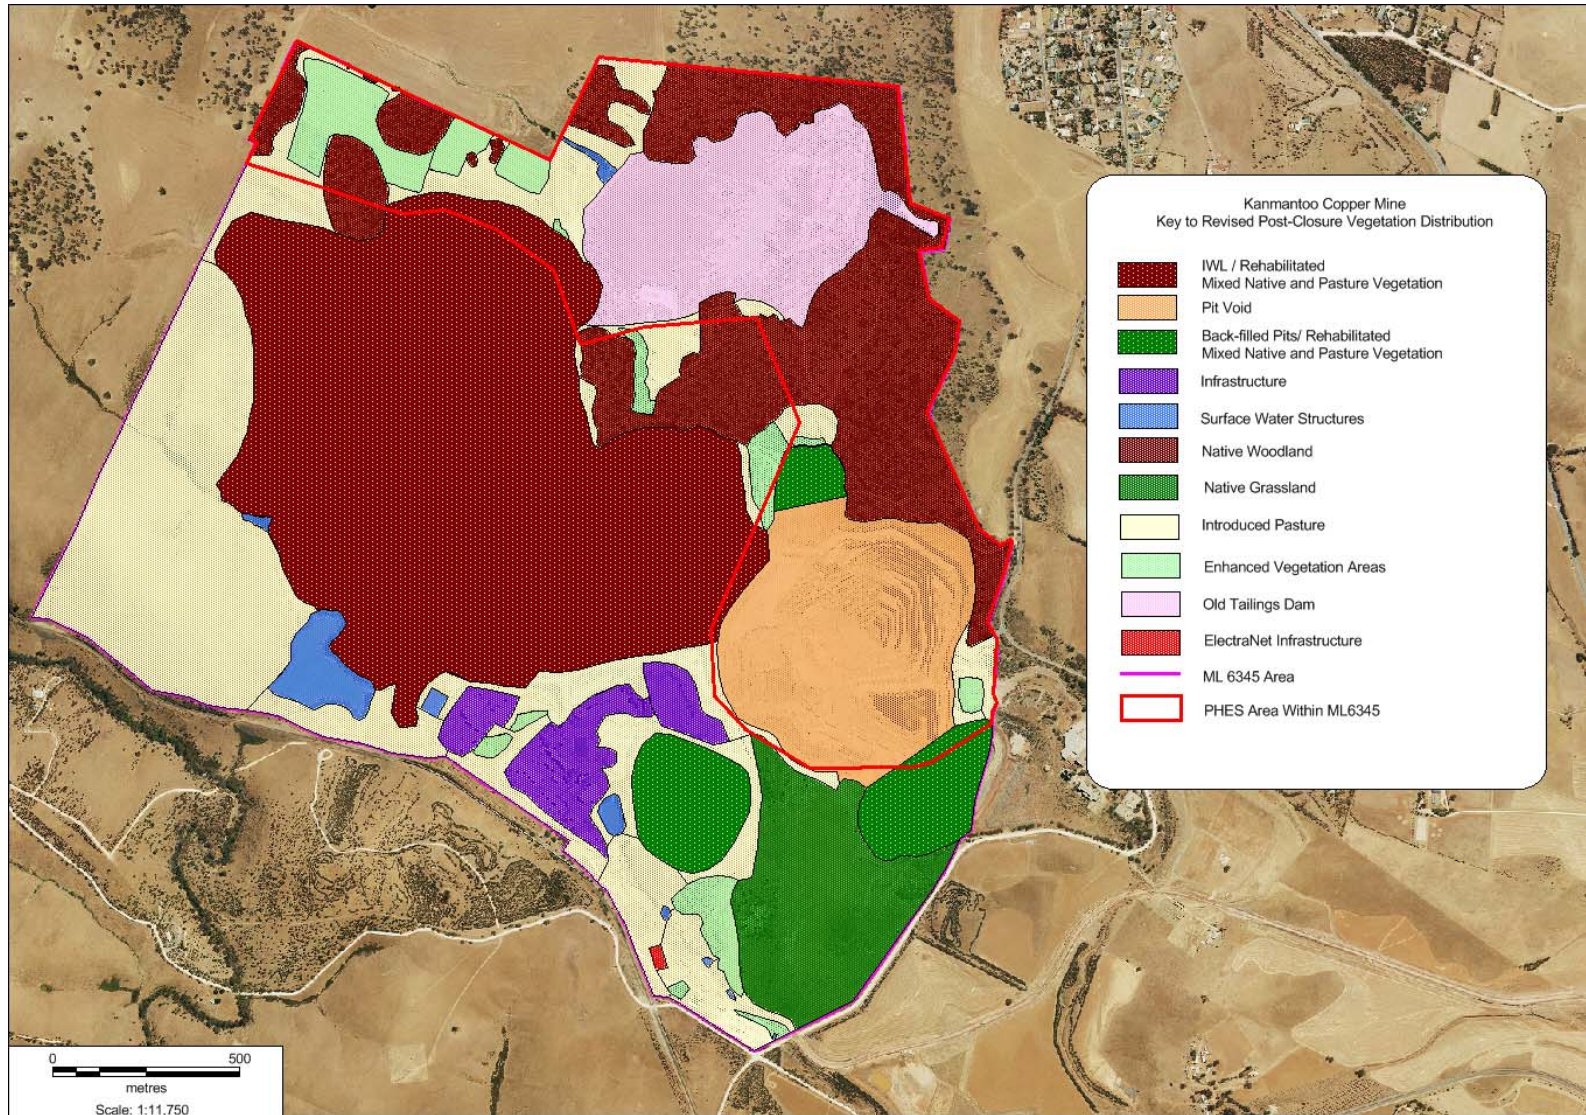 Kanmantoo Copper Mine
Key to Revised Post-Closure Vegetation Distribution
IWL / Rehabilitated
Mixed Native and Pasture Vegetation
Pit Void
Back-filled Pits/ Rehabilitated
Mixed Native and Pasture Vegetation
Infrastructure
Surface Water Structures
Native Woodland
Native Grassland
Introduced Pasture
Enhanced Vegetation Areas
Old Tailings Dam
ElectraNet Infrastructure
ML 6345 Area
PHES Area Within ML6345
0 500
metres
Scale: 1:11,750